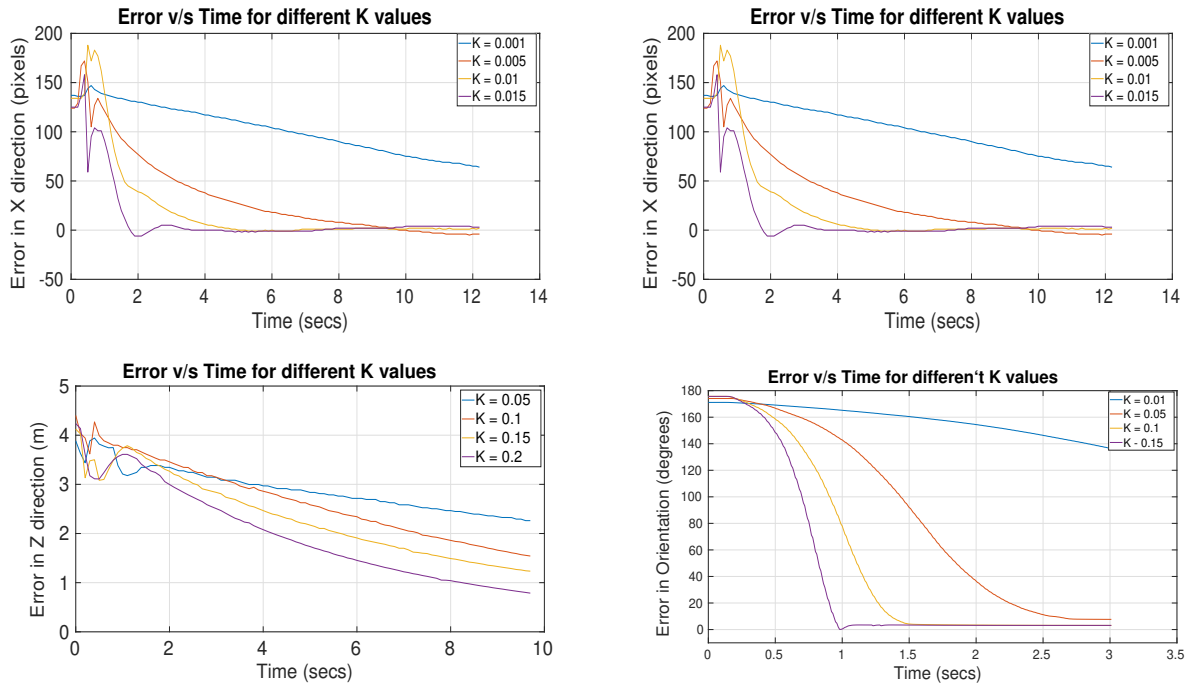 Error v/s Time for different K values
200
150
100
50
0
-50
0 2 4 6 8 10 12 14
Error in X direction (pixels)
Time (secs)
K = 0.001
K = 0.005
K = 0.01
K = 0.015
Error v/s Time for different K values
200
150
100
50
0
-50
0 2 4 6 8 10 12 14
Error in X direction (pixels)
Time (secs)
K = 0.001
K = 0.005
K = 0.01
K = 0.015
Error v/s Time for different K values
5
4
3
2
1
0
0 2 4 6 8 10
Error in Z direction (m)
Time (secs)
K = 0.05
K = 0.1
K = 0.15
K = 0.2
Error v/s Time for differen't K values
180
160
140
120
100
80
60
40
20
0
0 0.5 1 1.5 2 2.5 3 3.5
Error in Orientation (degrees)
Time (secs)
K = 0.01
K = 0.05
K = 0.1
K - 0.15